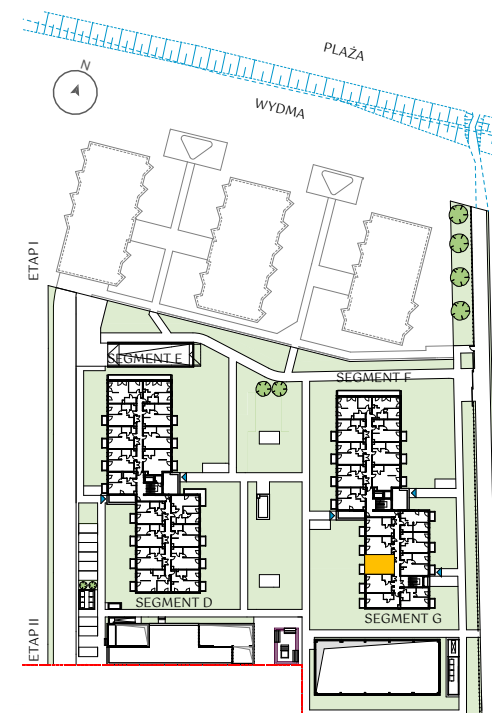 PLAŻA
N
WYDMA
ETAP I
SEGMENT E
SEGMENT F
SEGMENT D
SEGMENT G
ETAP II